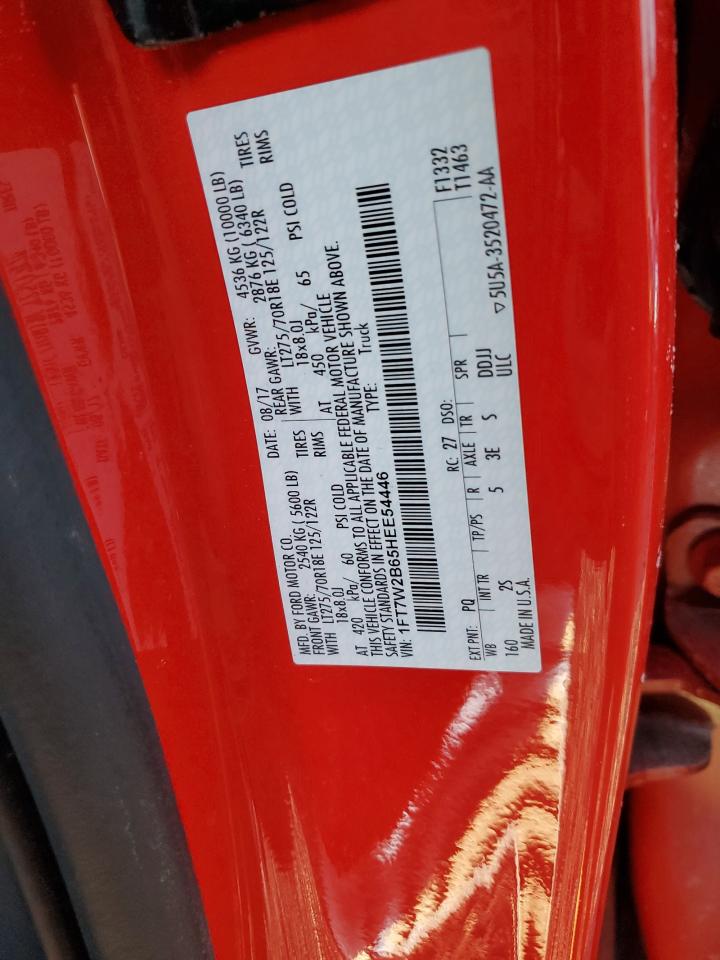 MFD. BY FORD MOTOR CO. DATE: 08/17 GVWR: 4536 KG (10000 LB)
FRONT GAWR: 2540 KG ( 5600 LB) REAR GAWR: 2876 KG ( 6340 LB)
WITH LT275/70R18E 125/122R TIRES WITH LT275/70R18E 125/122R TIRES
18x8.0J RIMS 18x8.0J RIMS
AT 420 kPa/ 60 PSI COLD AT 450 kPa/ 65 PSI COLD
THIS VEHICLE CONFORMS TO ALL APPLICABLE FEDERAL MOTOR VEHICLE
SAFETY STANDARDS IN EFFECT ON THE DATE OF MANUFACTURE SHOWN ABOVE.
VIN: 1FT7W2B65HEE54446 TYPE: Truck
F1332
T1463
EXT PNT: PQ RC: 27 DSO:
WB INT TR TP/PS R AXLE TR SPR
160 2S 5 3E S DDJJ
ULC
MADE IN U.S.A. ▽5U5A-3520472-AA